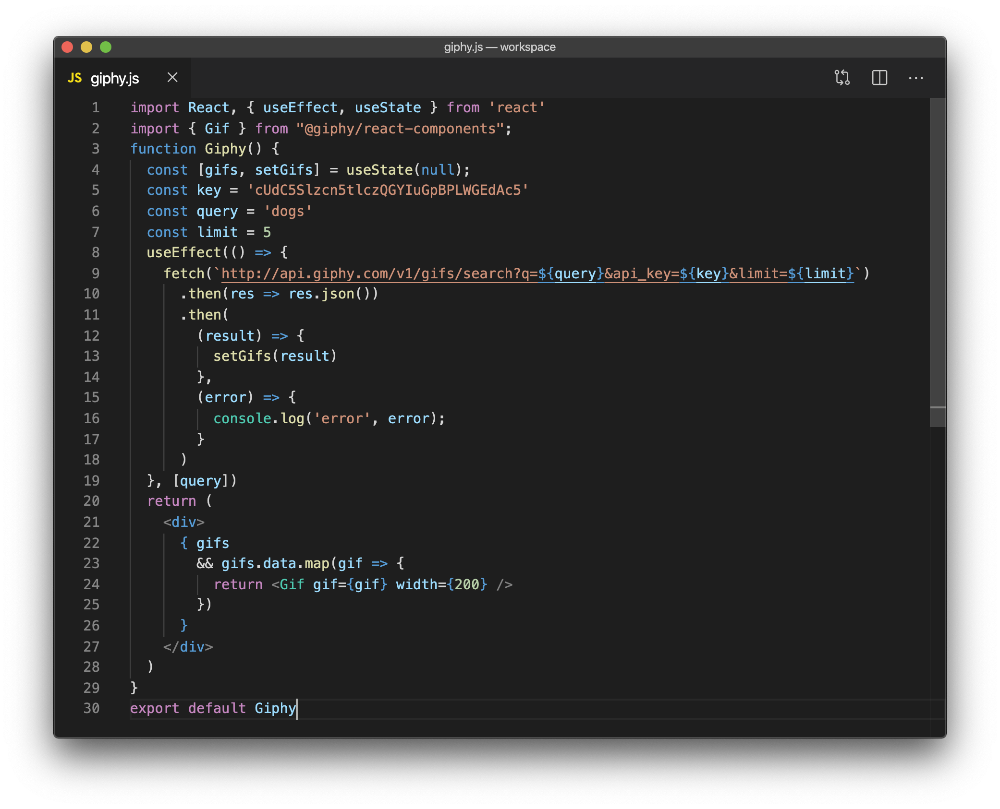 giphy.js — workspace
JS giphy.js
1 import React, { useEffect, useState } from 'react'
2 import { Gif } from "@giphy/react-components";
3 function Giphy() {
4 const [gifs, setGifs] = useState(null);
5 const key = 'cUdC5Slzcn5tlczQGYIuGpBPLWGEdAc5'
6 const query = 'dogs'
7 const limit = 5
8 useEffect(() => {
9 fetch(`http://api.giphy.com/v1/gifs/search?q=${query}&api_key=${key}&limit=${limit}`)
10 .then(res => res.json())
11 .then(
12 (result) => {
13 setGifs(result)
14 },
15 (error) => {
16 console.log('error', error);
17 }
18 )
19 }, [query])
20 return (
21 <div>
22 { gifs
23 && gifs.data.map(gif => {
24 return <Gif gif={gif} width={200} />
25 })
26 }
27 </div>
28 )
29 }
30 export default Giphy